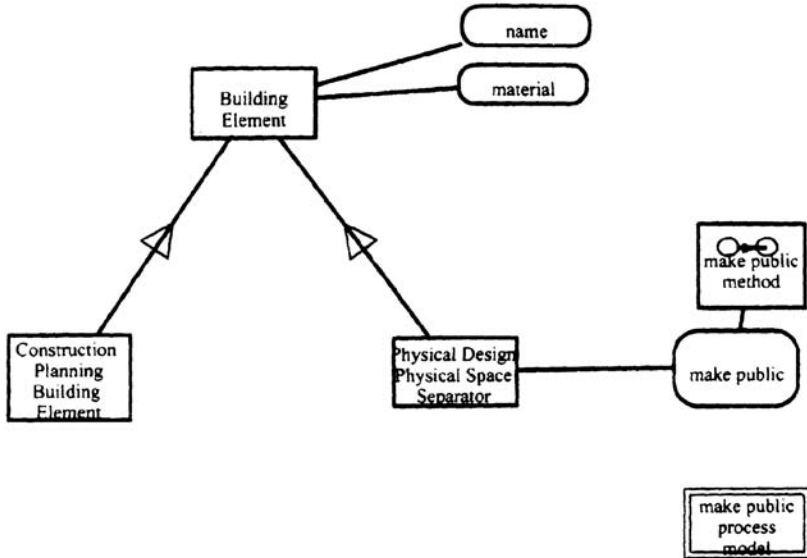 name
material
Building
Element
make public
method
Construction
Planning
Building
Element
Physical Design
Physical Space
Separator
make public
make public
process
model